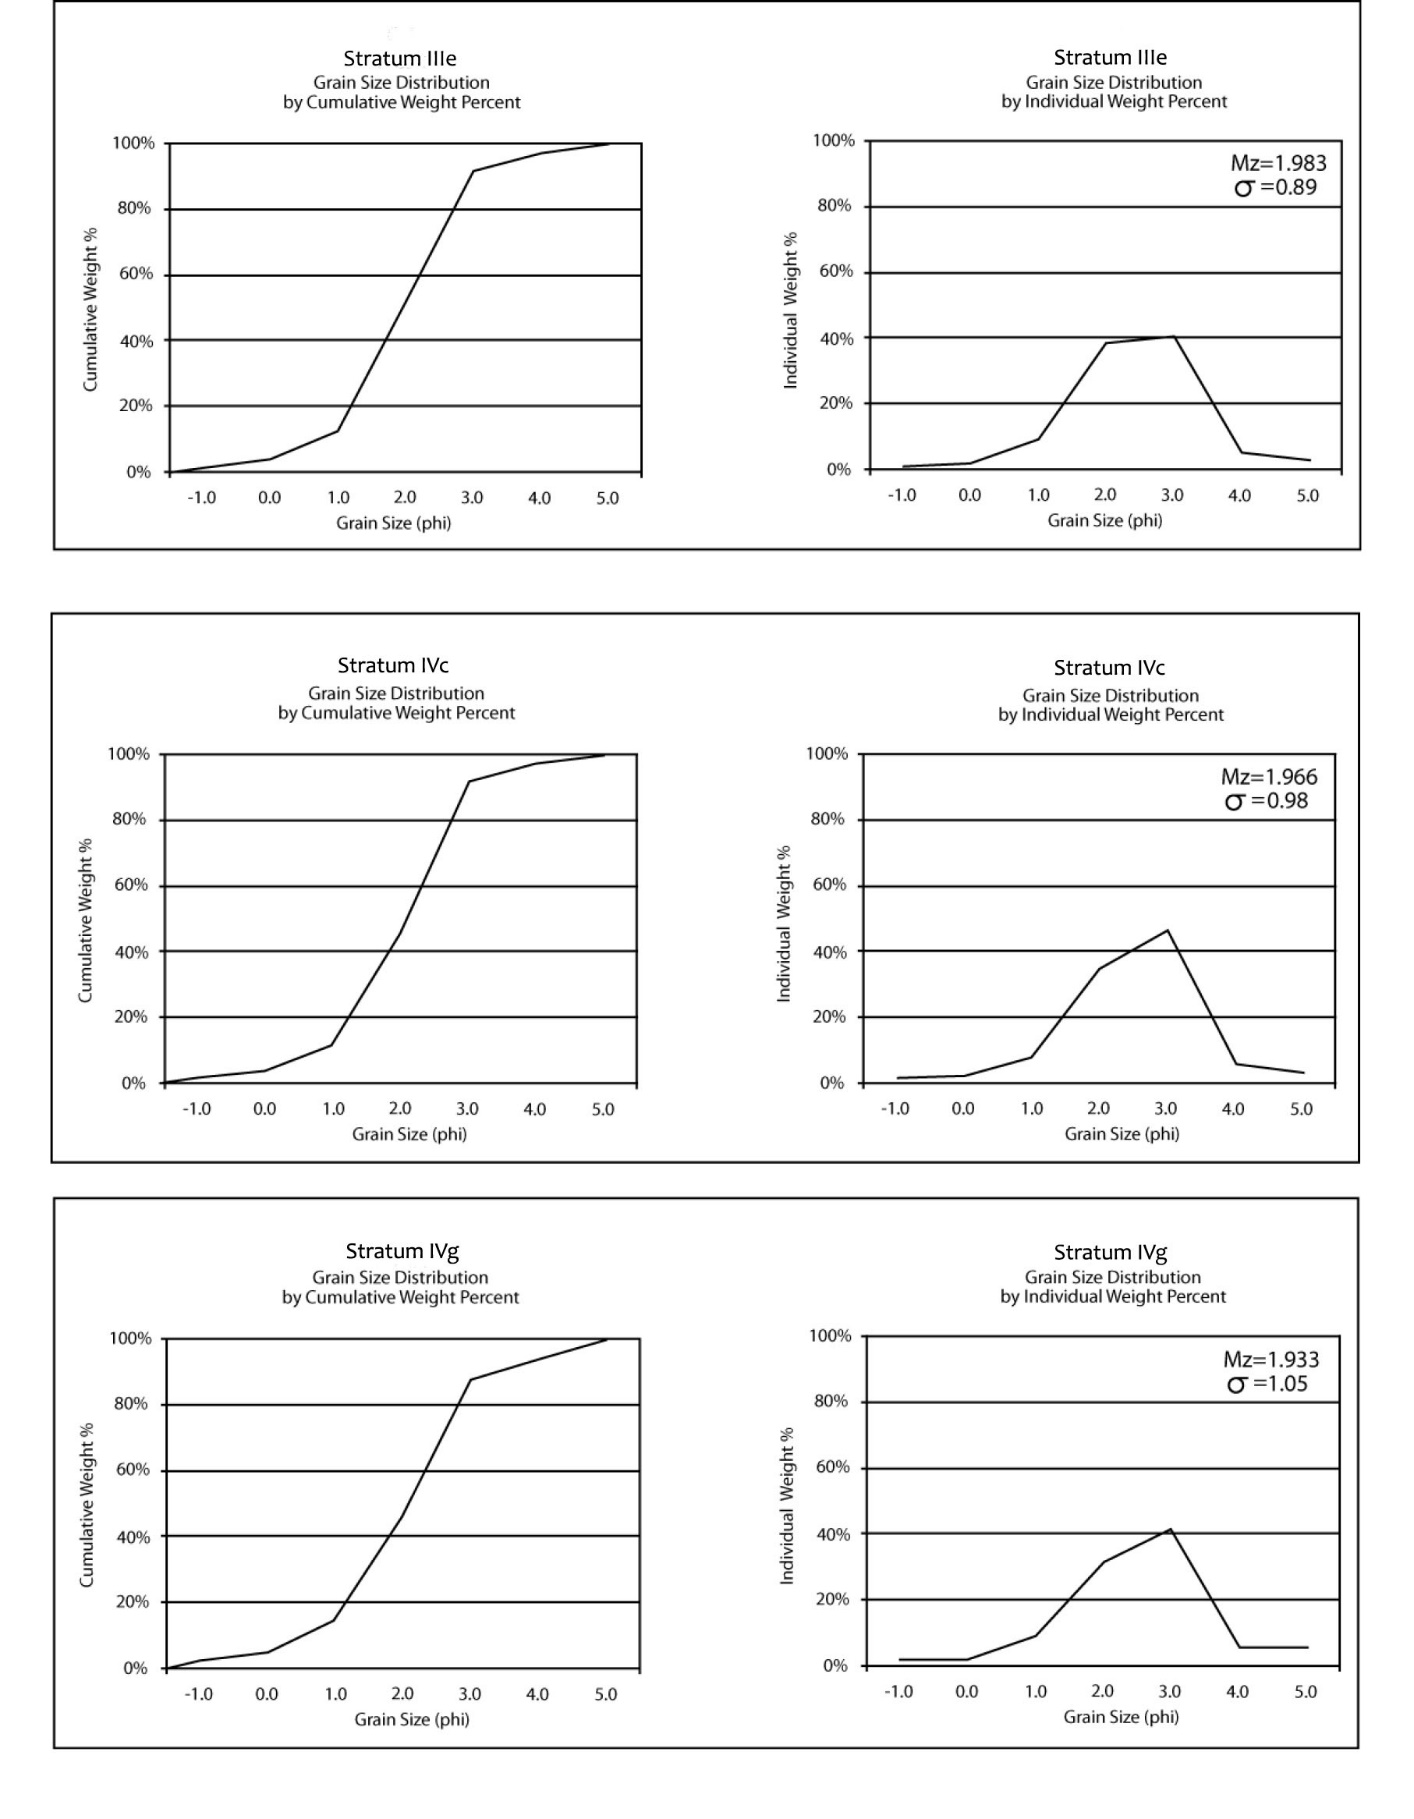 Stratum IIIe
Grain Size Distribution
by Cumulative Weight Percent
100%
80%
60%
40%
20%
0%
Cumulative Weight %
-1.0 0.0 1.0 2.0 3.0 4.0 5.0
Grain Size (phi)
Stratum IIIe
Grain Size Distribution
by Individual Weight Percent
Mz=1.983
σ=0.89
100%
80%
60%
40%
20%
0%
Individual Weight %
-1.0 0.0 1.0 2.0 3.0 4.0 5.0
Grain Size (phi)
Stratum IVc
Grain Size Distribution
by Cumulative Weight Percent
100%
80%
60%
40%
20%
0%
Cumulative Weight %
-1.0 0.0 1.0 2.0 3.0 4.0 5.0
Grain Size (phi)
Stratum IVc
Grain Size Distribution
by Individual Weight Percent
Mz=1.966
σ=0.98
100%
80%
60%
40%
20%
0%
Individual Weight %
-1.0 0.0 1.0 2.0 3.0 4.0 5.0
Grain Size (phi)
Stratum IVg
Grain Size Distribution
by Cumulative Weight Percent
100%
80%
60%
40%
20%
0%
Cumulative Weight %
-1.0 0.0 1.0 2.0 3.0 4.0 5.0
Grain Size (phi)
Stratum IVg
Grain Size Distribution
by Individual Weight Percent
Mz=1.933
σ=1.05
100%
80%
60%
40%
20%
0%
Individual Weight %
-1.0 0.0 1.0 2.0 3.0 4.0 5.0
Grain Size (phi)